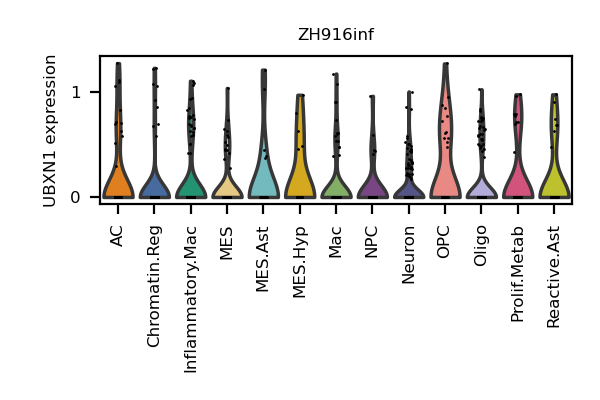 ZH916inf
UBXN1 expression
1
0
AC
Chromatin.Reg
Inflammatory.Mac
MES
MES.Ast
MES.Hyp
Mac
NPC
Neuron
OPC
Oligo
Prolif.Metab
Reactive.Ast